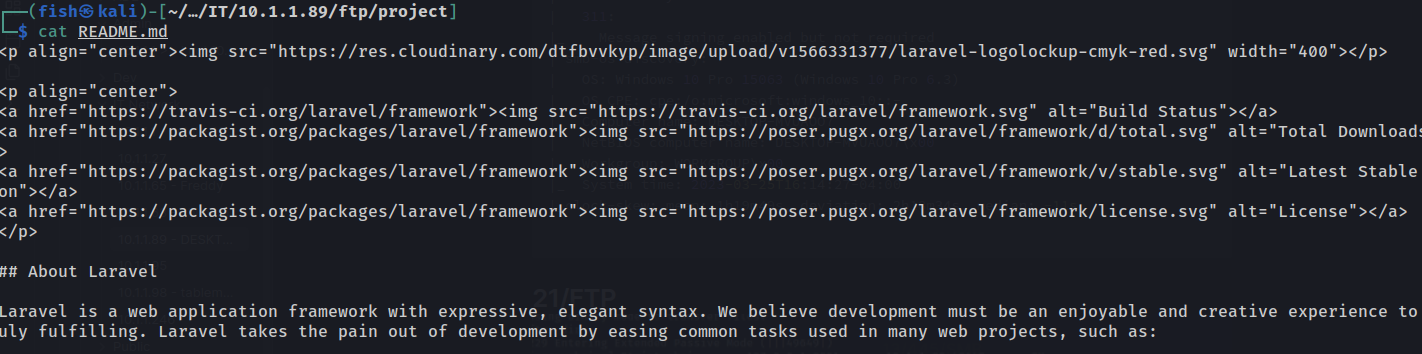 ┌──(fish㉿kali)-[~/…/IT/10.1.1.89/ftp/project]
└─$ cat README.md
<p align="center"><img src="https://res.cloudinary.com/dtfbvvkyp/image/upload/v1566331377/laravel-logolockup-cmyk-red.svg" width="400"></p>
<p align="center">
<a href="https://travis-ci.org/laravel/framework"><img src="https://travis-ci.org/laravel/framework.svg" alt="Build Status"></a>
<a href="https://packagist.org/packages/laravel/framework"><img src="https://poser.pugx.org/laravel/framework/d/total.svg" alt="Total Downloads
>
<a href="https://packagist.org/packages/laravel/framework"><img src="https://poser.pugx.org/laravel/framework/v/stable.svg" alt="Latest Stable
on"></a>
<a href="https://packagist.org/packages/laravel/framework"><img src="https://poser.pugx.org/laravel/framework/license.svg" alt="License"></a>
</p>
## About Laravel
21/FTP
Laravel is a web application framework with expressive, elegant syntax. We believe development must be an enjoyable and creative experience to
uly fulfilling. Laravel takes the pain out of development by easing common tasks used in many web projects, such as: